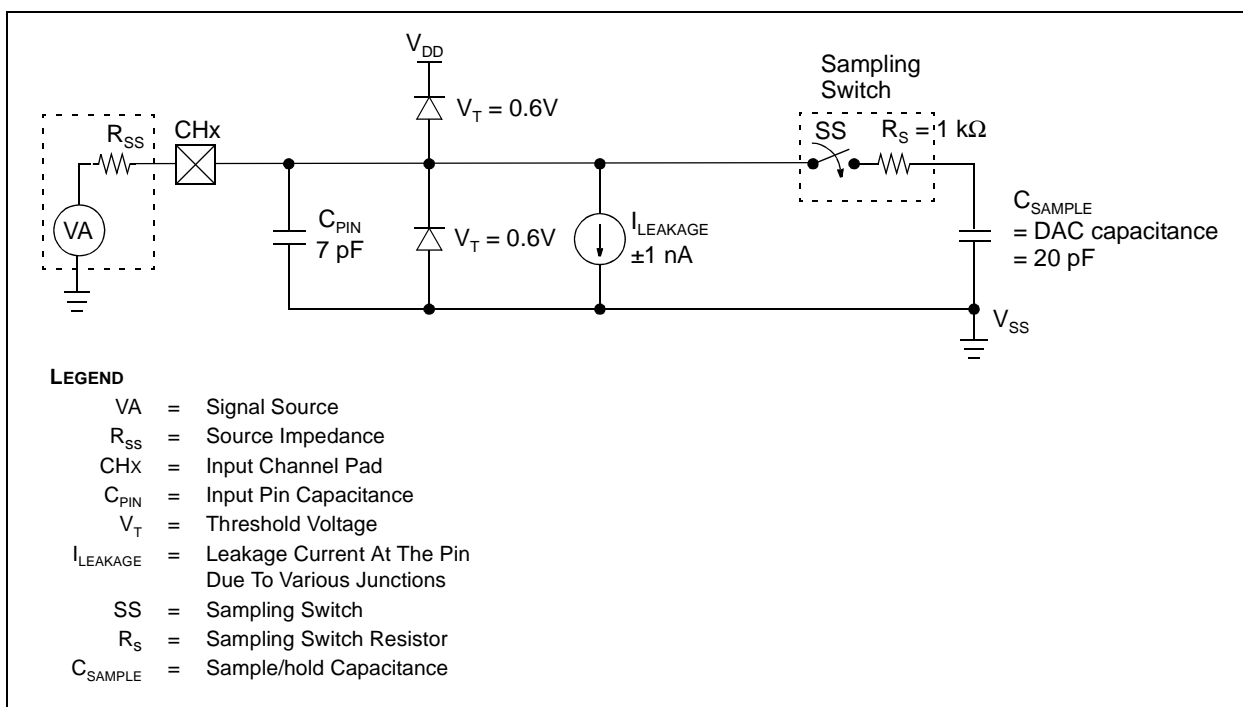 V_DD
Sampling
Switch
V_T = 0.6V
R_SS
CHx
SS
R_S = 1 kΩ
VA
C_PIN
7 pF
V_T = 0.6V
I_LEAKAGE
±1 nA
C_SAMPLE
= DAC capacitance
= 20 pF
V_SS
LEGEND
VA = Signal Source
R_ss = Source Impedance
CHX = Input Channel Pad
C_PIN = Input Pin Capacitance
V_T = Threshold Voltage
I_LEAKAGE = Leakage Current At The Pin
Due To Various Junctions
SS = Sampling Switch
R_s = Sampling Switch Resistor
C_SAMPLE = Sample/hold Capacitance